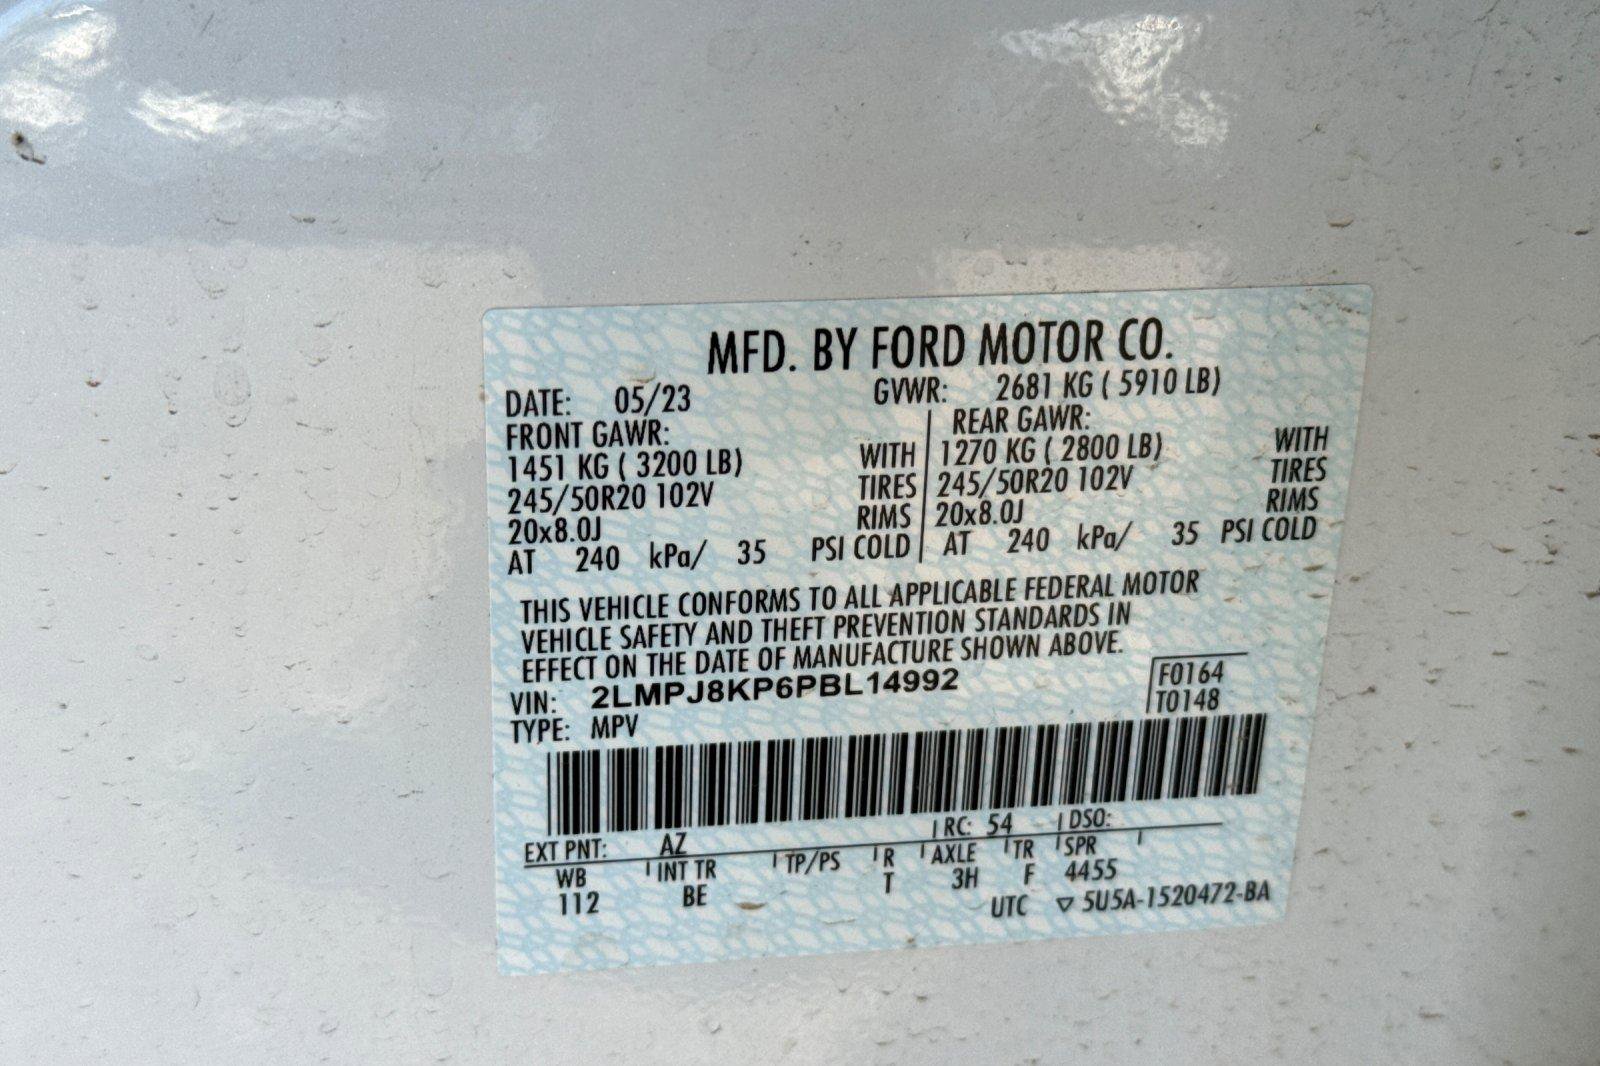 MFD. BY FORD MOTOR CO.
DATE: 05/23 GVWR: 2681 KG ( 5910 LB)
FRONT GAWR: REAR GAWR:
1451 KG ( 3200 LB) WITH 1270 KG ( 2800 LB) WITH
245/50R20 102V TIRES 245/50R20 102V TIRES
20x8.0J RIMS 20x8.0J RIMS
AT 240 kPa/ 35 PSI COLD AT 240 kPa/ 35 PSI COLD
THIS VEHICLE CONFORMS TO ALL APPLICABLE FEDERAL MOTOR
VEHICLE SAFETY AND THEFT PREVENTION STANDARDS IN
EFFECT ON THE DATE OF MANUFACTURE SHOWN ABOVE.
VIN: 2LMPJ8KP6PBL14992 F0164
TYPE: MPV T0148
EXT PNT: AZ RC: 54 DSO:
WB INT TR TP/PS R AXLE TR SPR
112 BE T 3H F 4455
UTC ▽ 5U5A-1520472-BA